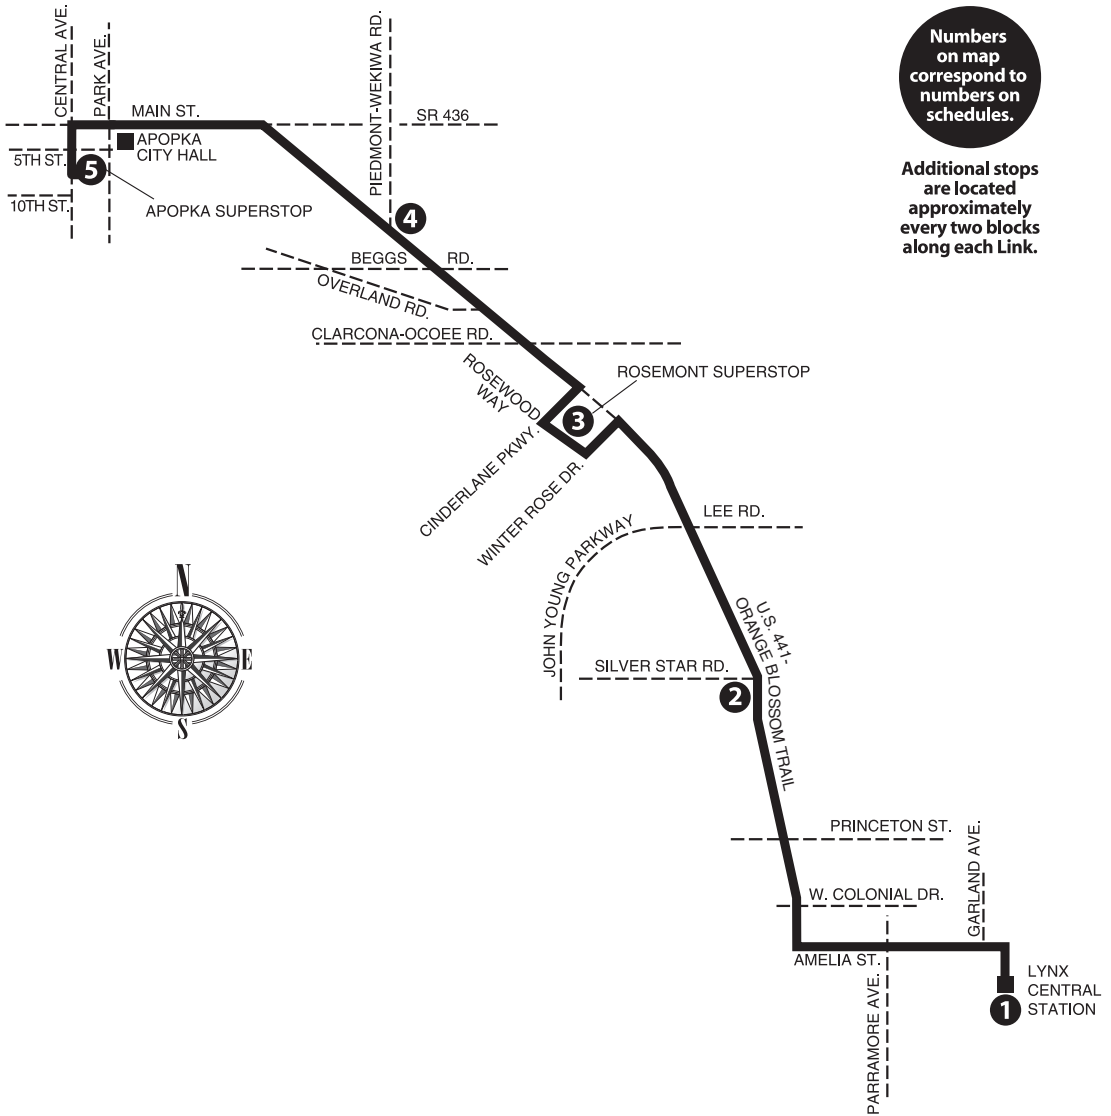 CENTRAL AVE.
PARK AVE.
PIEDMONT-WEKIWA RD.
Numbers
on map
correspond to
numbers on
schedules.
MAIN ST.
SR 436
APOPKA
CITY HALL
5TH ST.
5
10TH ST.
APOPKA SUPERSTOP
Additional stops
are located
approximately
every two blocks
along each Link.
4
BEGGS RD.
OVERLAND RD.
CLARCONA-OCOEE RD.
ROSEWOOD
WAY
ROSEMONT SUPERSTOP
3
CINDERLANE PKWY.
WINTER ROSE DR.
LEE RD.
JOHN YOUNG PARKWAY
U.S. 441-
ORANGE BLOSSOM TRAIL
SILVER STAR RD.
2
N
W
E
S
PRINCETON ST.
GARLAND AVE.
W. COLONIAL DR.
AMELIA ST.
PARRAMORE AVE.
LYNX
CENTRAL
STATION
1